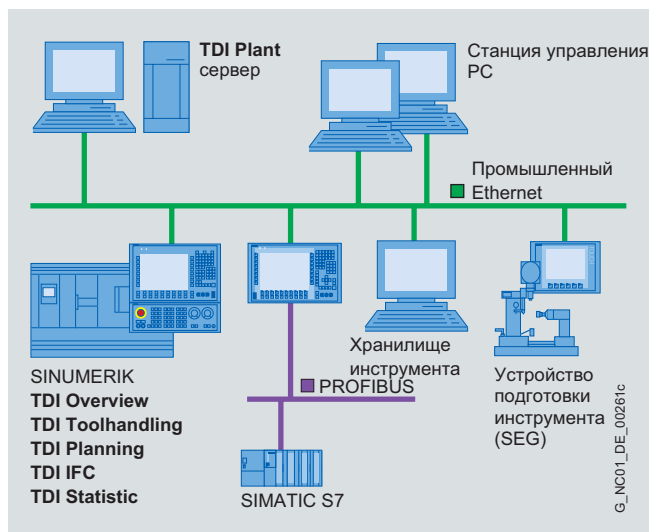 TDI Plant
сервер
Станция управления
PC
Промышленный
Ethernet
SINUMERIK
TDI Overview
TDI Toolhandling
TDI Planning
TDI IFC
TDI Statistic
Хранилище
инструмента
PROFIBUS
SIMATIC S7
Устройство
подготовки
инструмента
(SEG)
G_NC01_DE_00261c